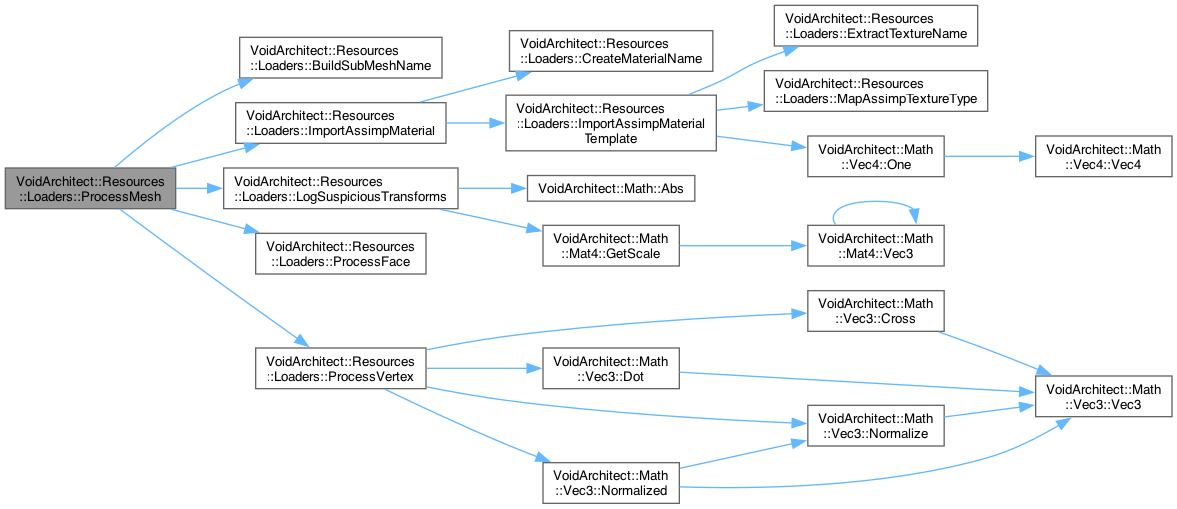 VoidArchitect::Resources
::Loaders::ProcessMesh
VoidArchitect::Resources
::Loaders::BuildSubMeshName
VoidArchitect::Resources
::Loaders::ImportAssimpMaterial
VoidArchitect::Resources
::Loaders::CreateMaterialName
VoidArchitect::Resources
::Loaders::ImportAssimpMaterial
Template
VoidArchitect::Resources
::Loaders::ExtractTextureName
VoidArchitect::Resources
::Loaders::MapAssimpTextureType
VoidArchitect::Math
::Vec4::One
VoidArchitect::Math
::Vec4::Vec4
VoidArchitect::Resources
::Loaders::LogSuspiciousTransforms
VoidArchitect::Math::Abs
VoidArchitect::Math
::Mat4::GetScale
VoidArchitect::Math
::Mat4::Vec3
VoidArchitect::Resources
::Loaders::ProcessFace
VoidArchitect::Resources
::Loaders::ProcessVertex
VoidArchitect::Math
::Vec3::Cross
VoidArchitect::Math
::Vec3::Dot
VoidArchitect::Math
::Vec3::Normalize
VoidArchitect::Math
::Vec3::Normalized
VoidArchitect::Math
::Vec3::Vec3